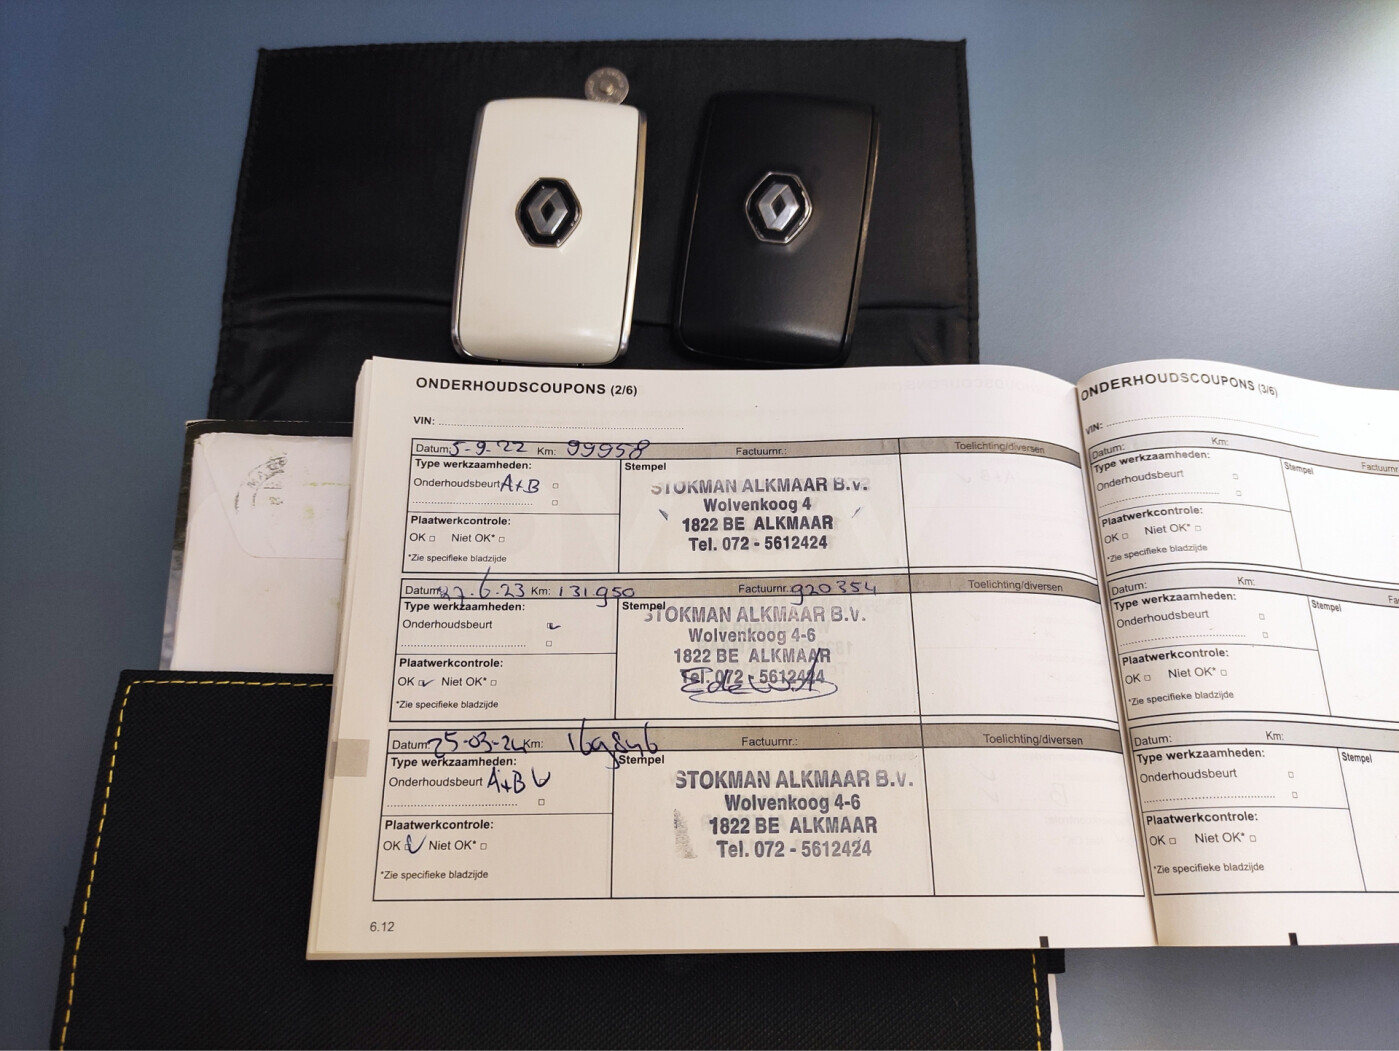 ONDERHOUDSCOUPONS (2/6)
VIN:
Datum: 5-9-22 Km: 99958 Factuurnr.: Toelichting/diversen
Type werkzaamheden: Stempel
Onderhoudsbeurt A+B
STOKMAN ALKMAAR B.v.
Wolvenkoog 4
1822 BE ALKMAAR
Tel. 072 - 5612424
Plaatwerkcontrole:
OK Niet OK*
*Zie specifieke bladzijde
Datum: 27-6-23 Km: 131950 Factuurnr.: 920354 Toelichting/diversen
Type werkzaamheden: Stempel
Onderhoudsbeurt
STOKMAN ALKMAAR B.V.
Wolvenkoog 4-6
1822 BE ALKMAAR
Tel. 072 - 5612424
Plaatwerkcontrole:
OK Niet OK*
*Zie specifieke bladzijde
Datum: 25-03-24 Km: 169846 Factuurnr.: Toelichting/diversen
Type werkzaamheden: Stempel
Onderhoudsbeurt A+B
STOKMAN ALKMAAR B.V.
Wolvenkoog 4-6
1822 BE ALKMAAR
Tel. 072 - 5612424
Plaatwerkcontrole:
OK Niet OK*
*Zie specifieke bladzijde
6.12
ONDERHOUDSCOUPONS (3/6)
VIN:
Datum: Km:
Type werkzaamheden: Stempel Factuurn
Onderhoudsbeurt
Plaatwerkcontrole:
OK Niet OK*
*Zie specifieke bladzijde
Datum: Km: Fa
Type werkzaamheden: Stempel
Onderhoudsbeurt
Plaatwerkcontrole:
OK Niet OK*
*Zie specifieke bladzijde
Datum: Km:
Type werkzaamheden: Stempel
Onderhoudsbeurt
Plaatwerkcontrole:
OK Niet OK*
*Zie specifieke bladzijde